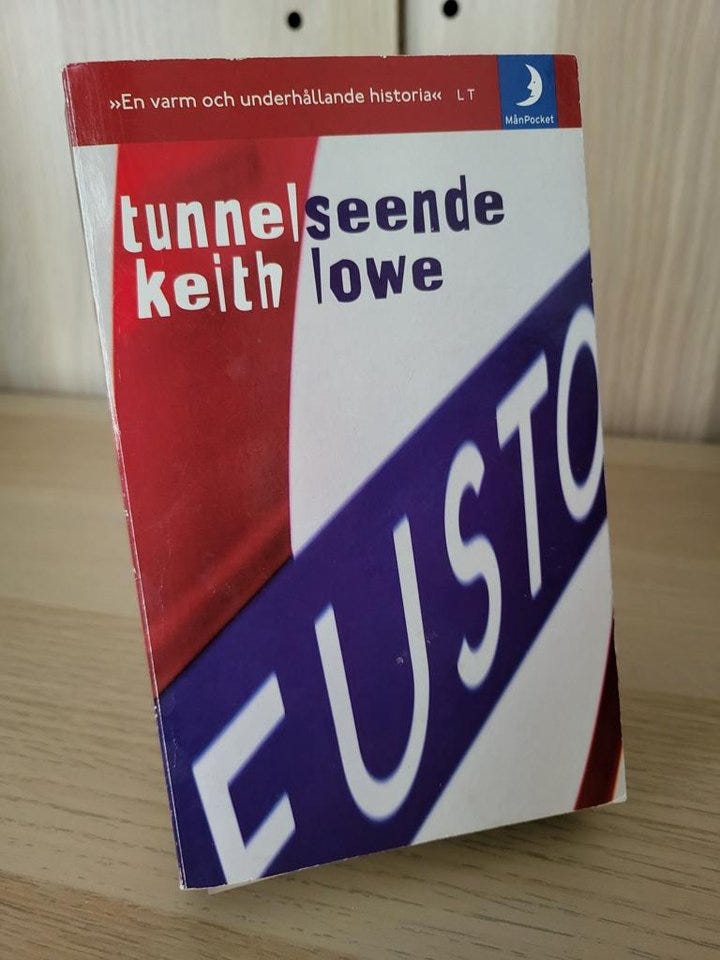 »En varm och underhållande historia« LT
MånPocket
tunnelseende
keith lowe
EUSTO